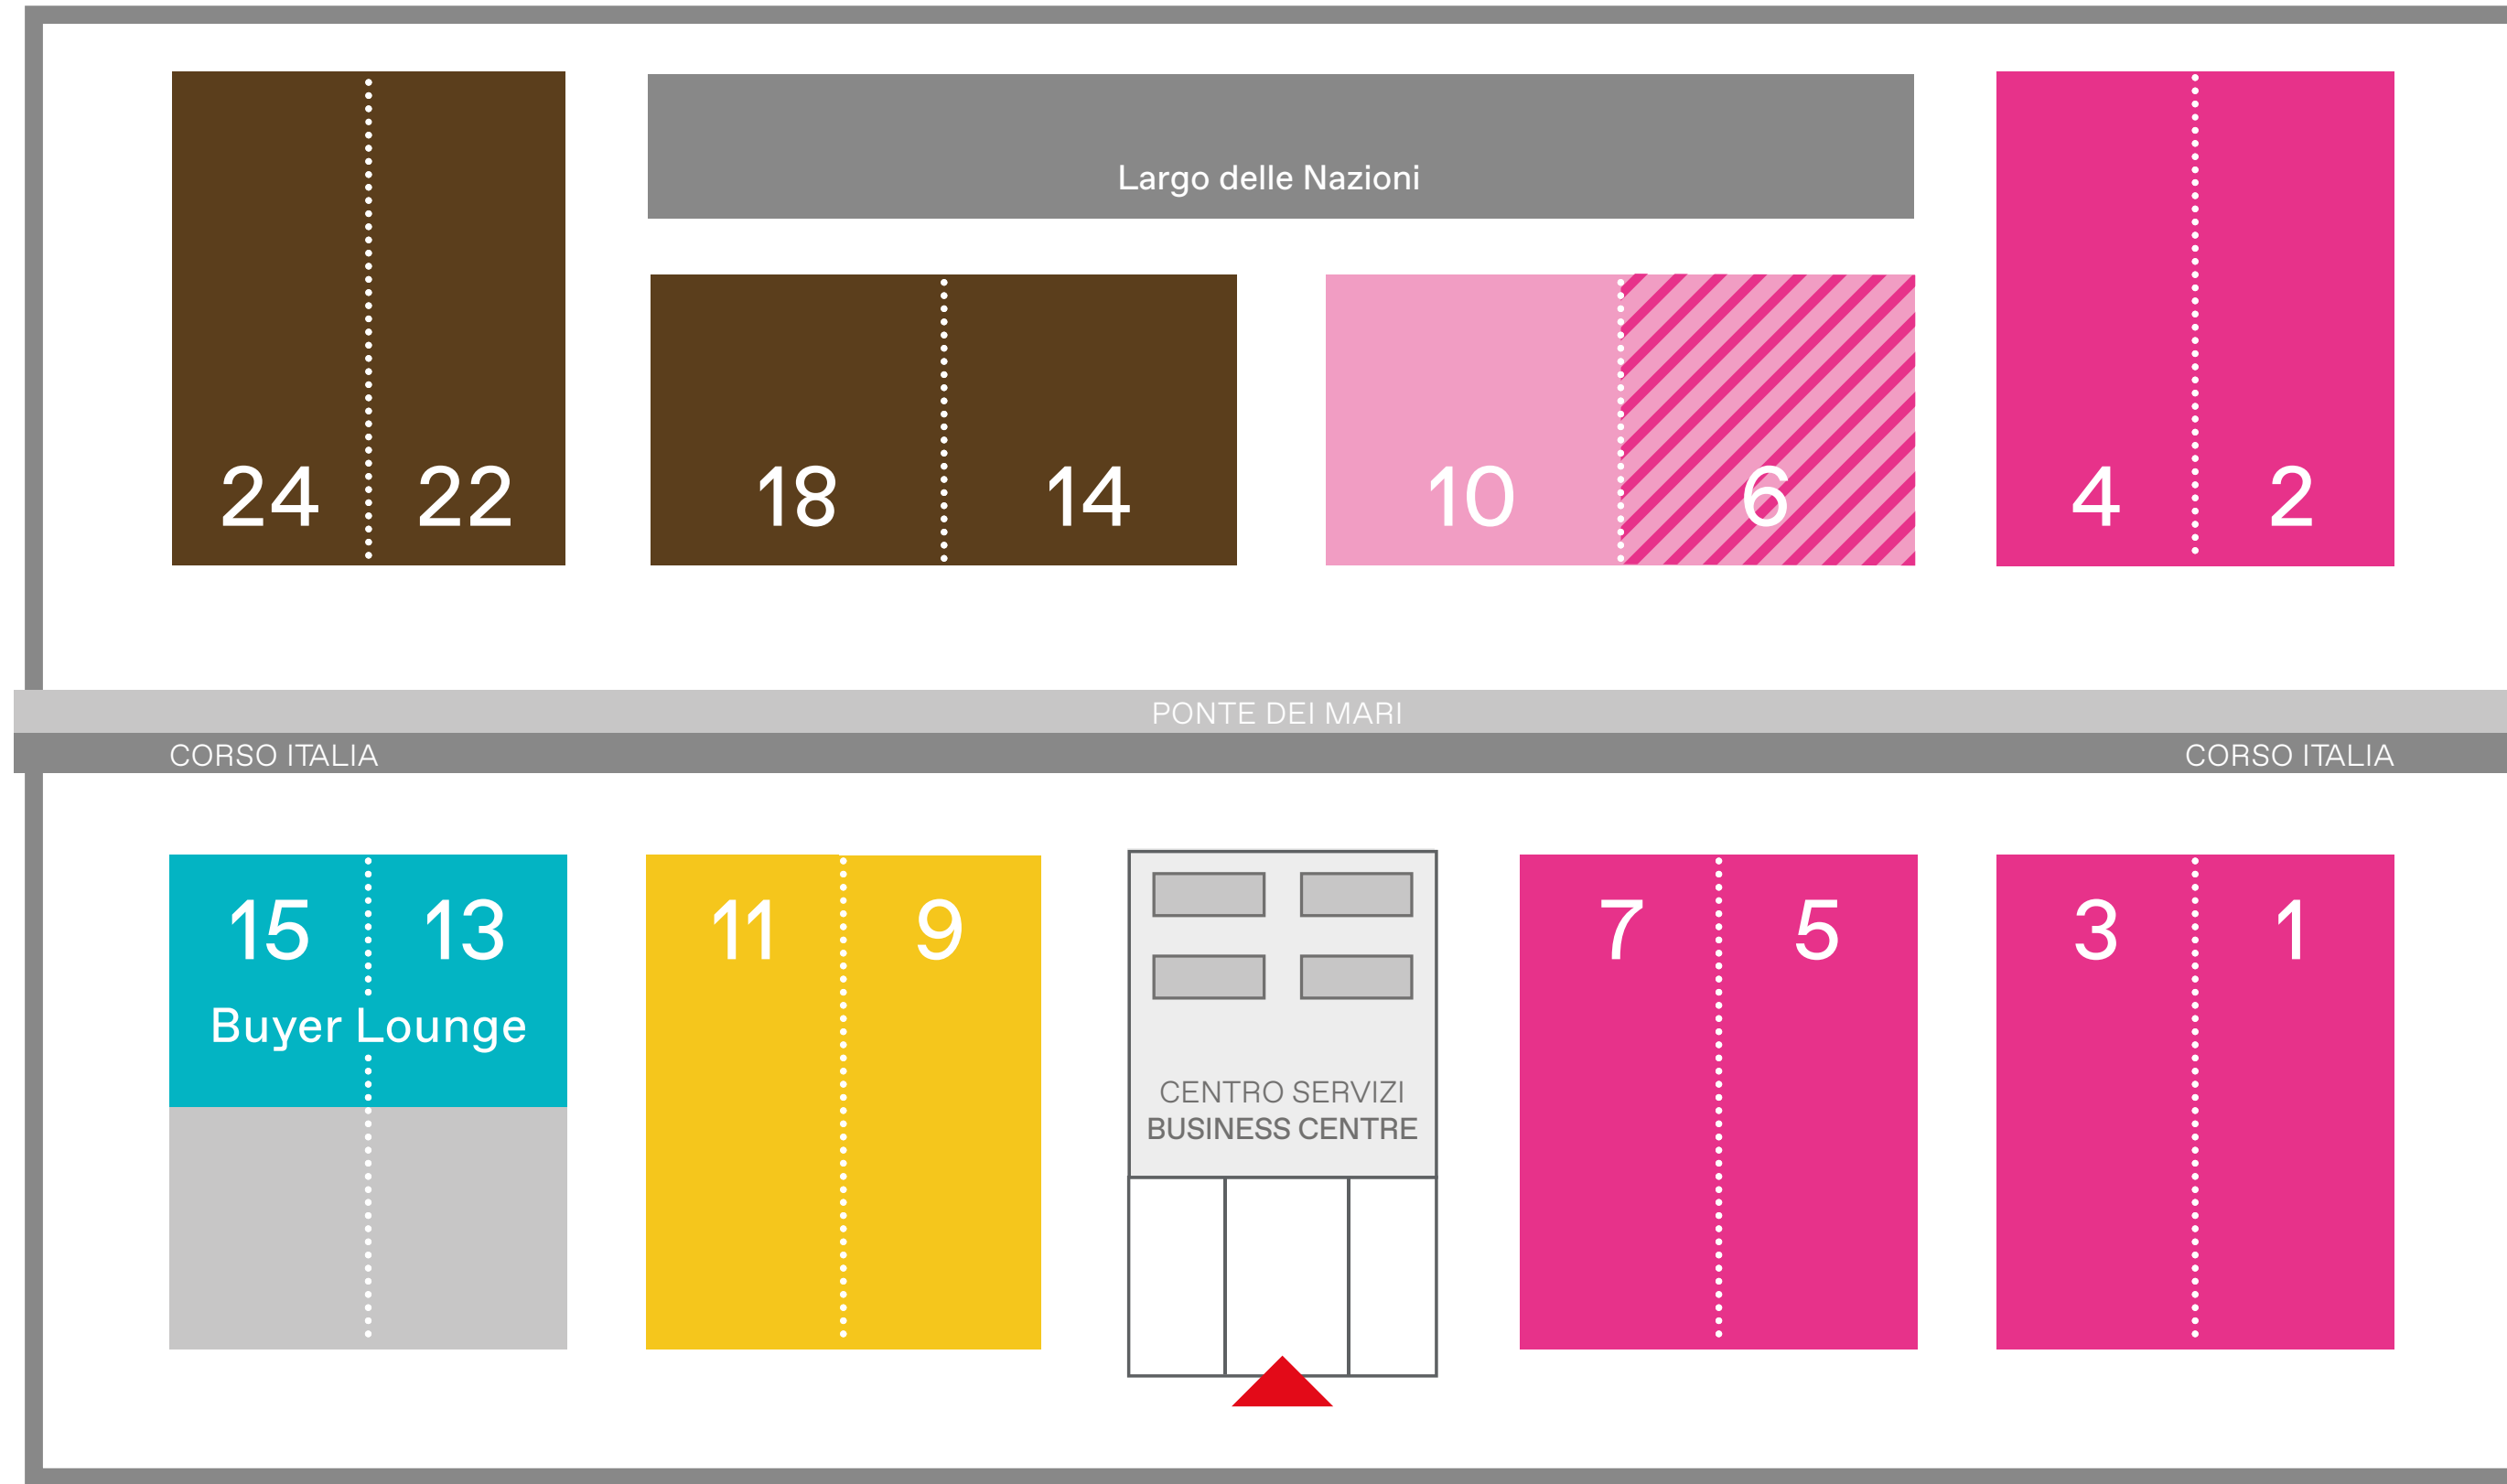 Largo delle Nazioni
24 22 18 14 10 6 4 2
PONTE DEI MARI
CORSO ITALIA CORSO ITALIA
15 13 11 9 7 5 3 1
Buyer Lounge
CENTRO SERVIZI
BUSINESS CENTRE